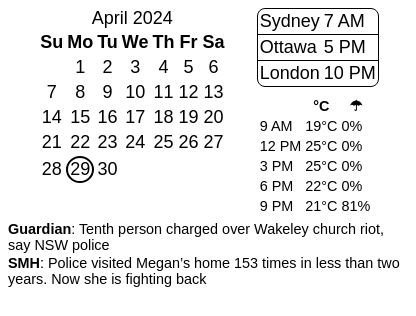 April 2024
Su Mo Tu We Th Fr Sa
1 2 3 4 5 6
7 8 9 10 11 12 13
14 15 16 17 18 19 20
21 22 23 24 25 26 27
28 29 30
Sydney 7 AM
Ottawa 5 PM
London 10 PM
°C ☂
9 AM 19°C 0%
12 PM 25°C 0%
3 PM 25°C 0%
6 PM 22°C 0%
9 PM 21°C 81%
Guardian: Tenth person charged over Wakeley church riot,
say NSW police
SMH: Police visited Megan’s home 153 times in less than two
years. Now she is fighting back